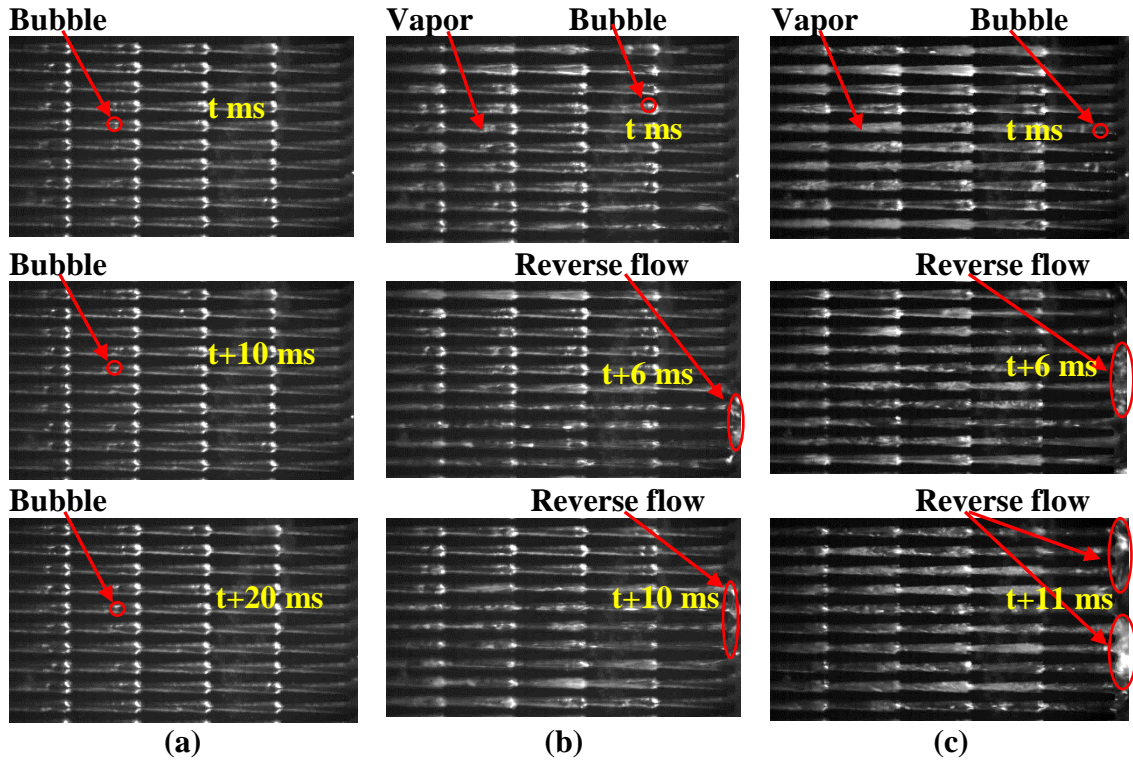 Bubble Vapor Bubble Vapor Bubble
t ms t ms t ms
Bubble Reverse flow Reverse flow
t+10 ms t+6 ms t+6 ms
Bubble Reverse flow Reverse flow
t+20 ms t+10 ms t+11 ms
(a) (b) (c)